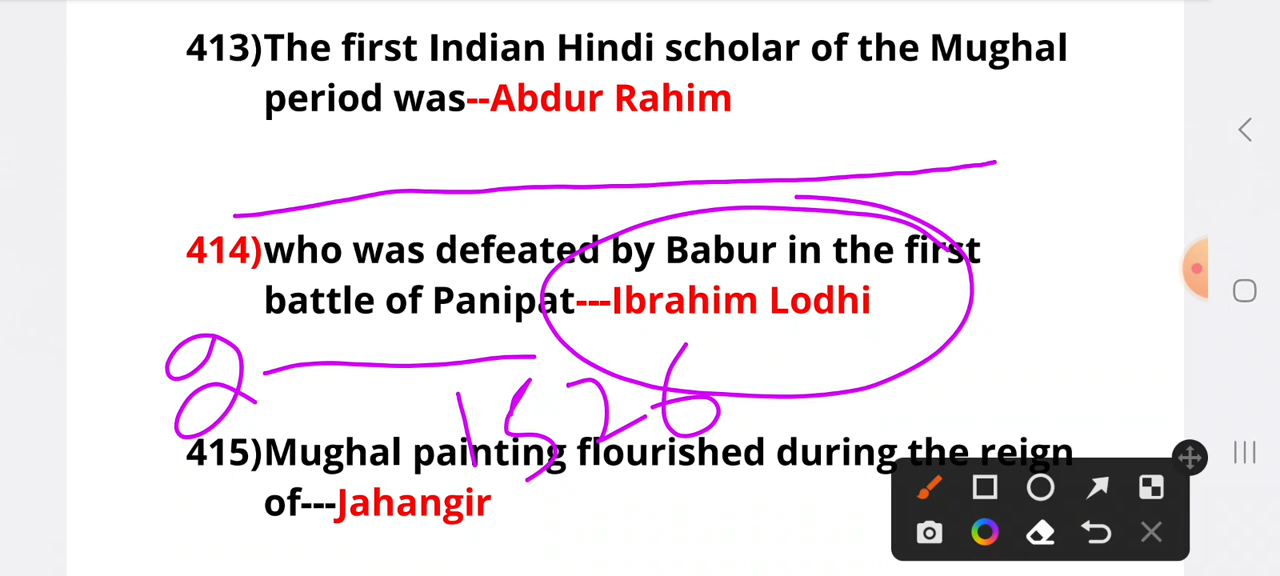 413)The first Indian Hindi scholar of the Mughal
period was--Abdur Rahim
414)who was defeated by Babur in the first
battle of Panipat---Ibrahim Lodhi
2
1526
415)Mughal painting flourished during the reign
of---Jahangir